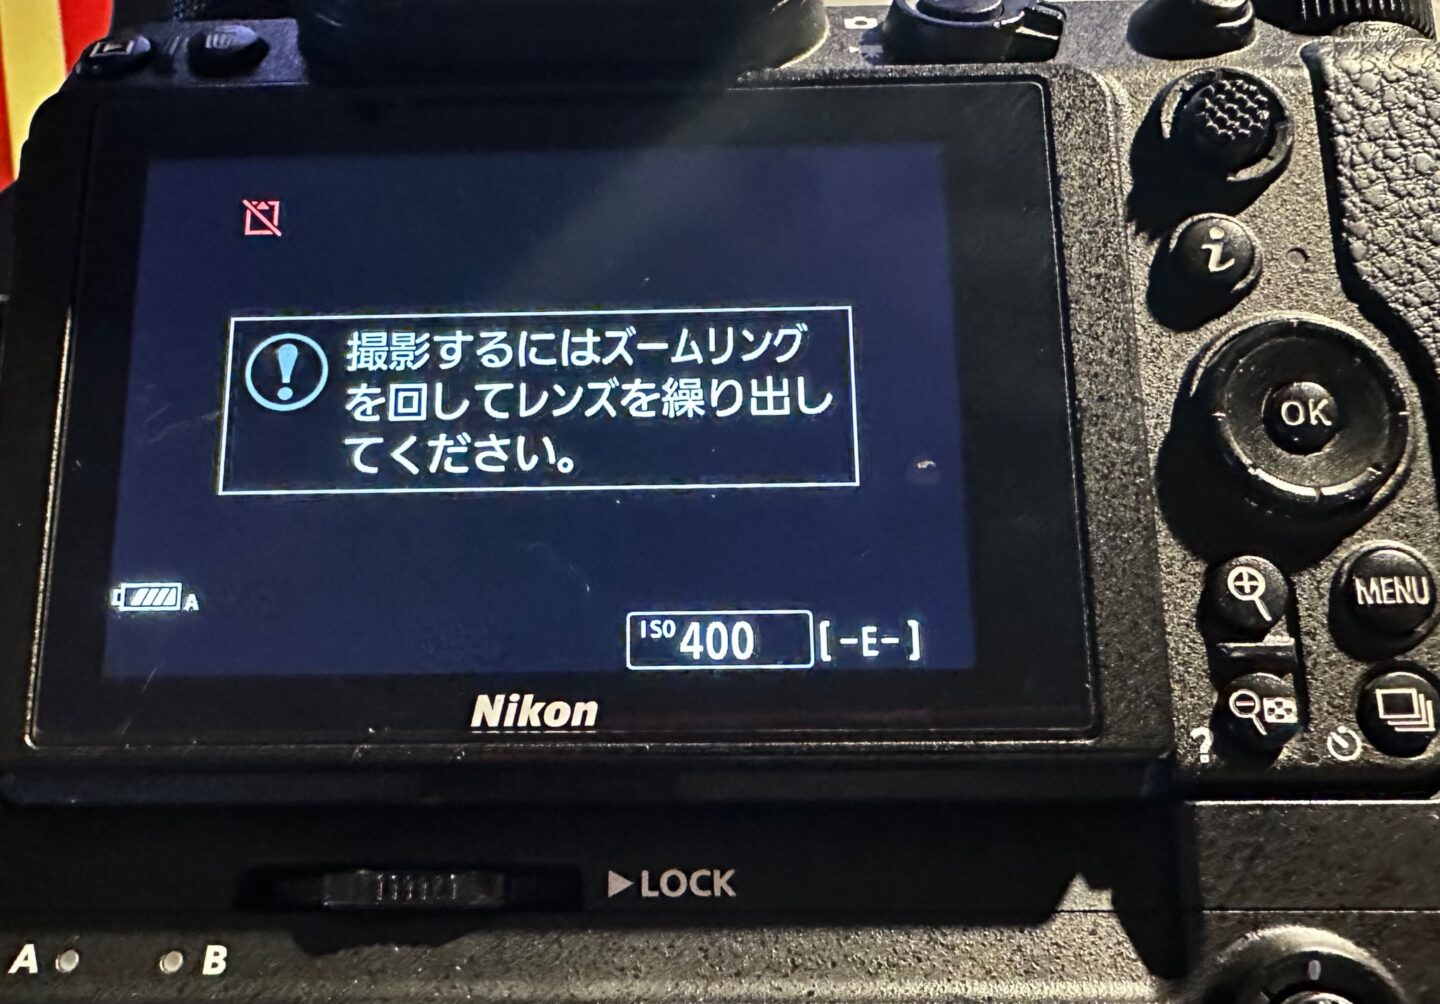 撮影するにはズームリング
を回してレンズを繰り出し
てください。
A
ISO 400 [-E-]
Nikon
i
OK
MENU
?
▶LOCK
A B